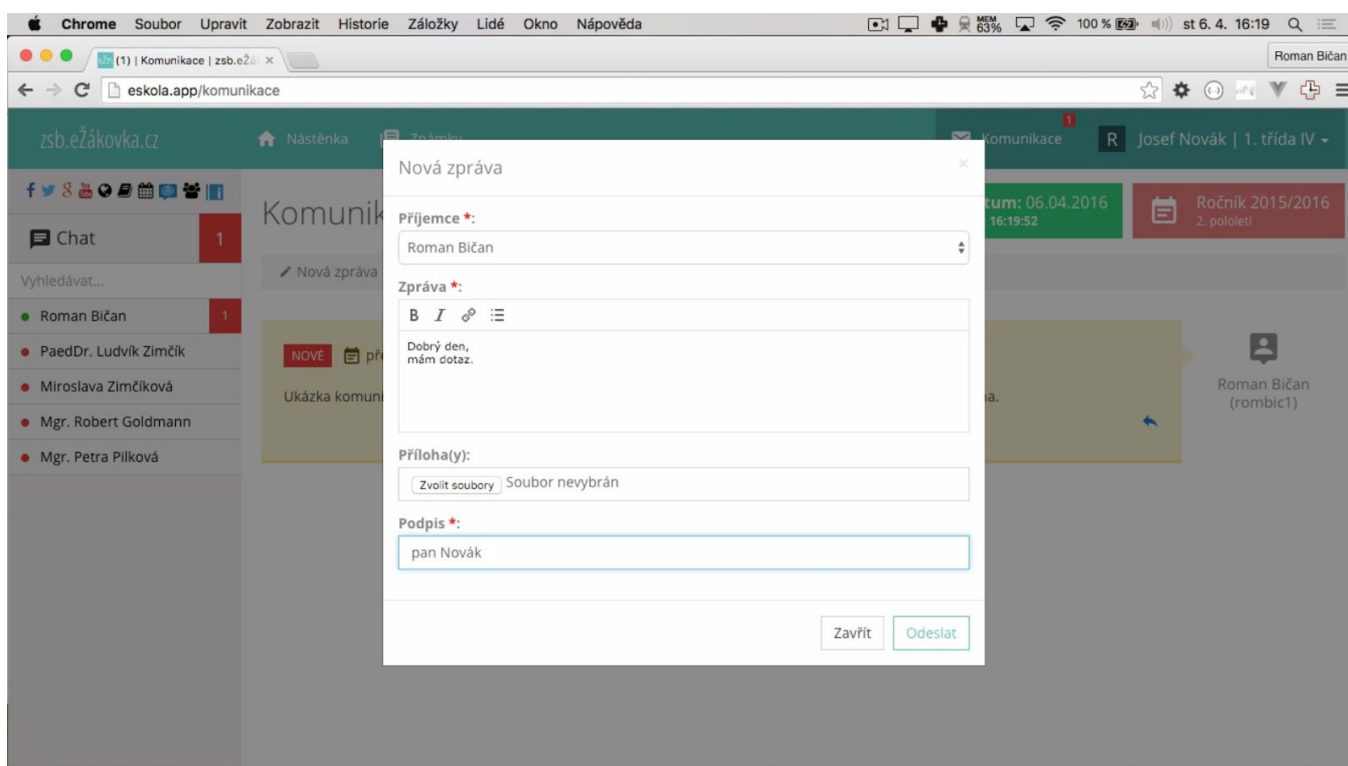 Chrome Soubor Upravit Zobrazit Historie Záložky Lidé Okno Nápověda MEM 63% 100 % st 6. 4. 16:19
(1) | Komunikace | zsb.eŽá
Roman Bičan
eskola.app/komunikace
zsb.eŽákovka.cz Nástěnka Známky Komunikace 1 R Josef Novák | 1. třída IV
Komunik
tum: 06.04.2016
16:19:52
Ročník 2015/2016
2. pololetí
Chat 1
Vyhledávat...
Roman Bičan 1
PaedDr. Ludvík Zimčík
Miroslava Zimčíková
Mgr. Robert Goldmann
Mgr. Petra Pilková
Nová zpráva
NOVÉ
Ukázka komuni
Roman Bičan
(rombic1)
Nová zpráva ×
Příjemce *:
Roman Bičan
Zpráva *:
B I
Dobrý den,
mám dotaz.
Příloha(y):
Zvolit soubory Soubor nevybrán
Podpis *:
pan Novák
Zavřít Odeslat